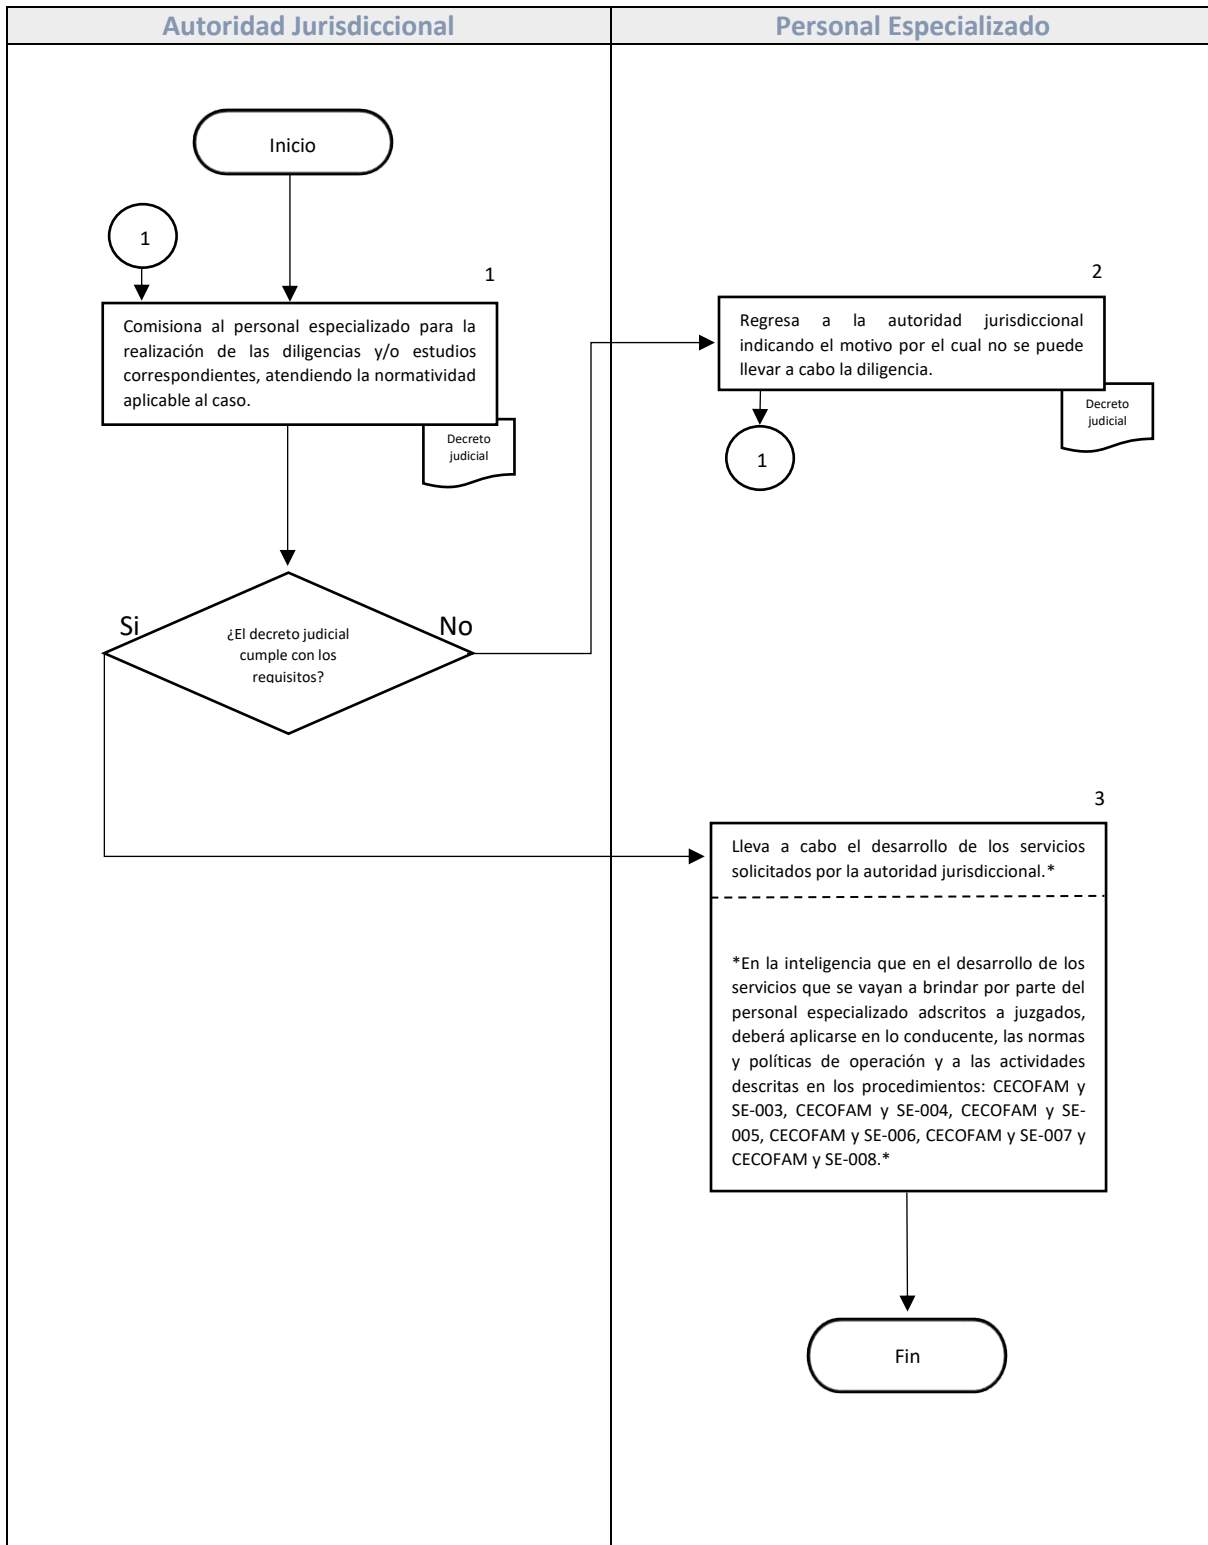 Autoridad Jurisdiccional
Personal Especializado
Inicio
1
1
Comisiona al personal especializado para la
realización de las diligencias y/o estudios
correspondientes, atendiendo la normatividad
aplicable al caso.
Decreto
judicial
2
Regresa a la autoridad jurisdiccional
indicando el motivo por el cual no se puede
llevar a cabo la diligencia.
Decreto
judicial
1
Si
¿El decreto judicial
cumple con los
requisitos?
No
3
Lleva a cabo el desarrollo de los servicios
solicitados por la autoridad jurisdiccional.*
*En la inteligencia que en el desarrollo de los
servicios que se vayan a brindar por parte del
personal especializado adscritos a juzgados,
deberá aplicarse en lo conducente, las normas
y políticas de operación y a las actividades
descritas en los procedimientos: CECOFAM y
SE-003, CECOFAM y SE-004, CECOFAM y SE-
005, CECOFAM y SE-006, CECOFAM y SE-007 y
CECOFAM y SE-008.*
Fin